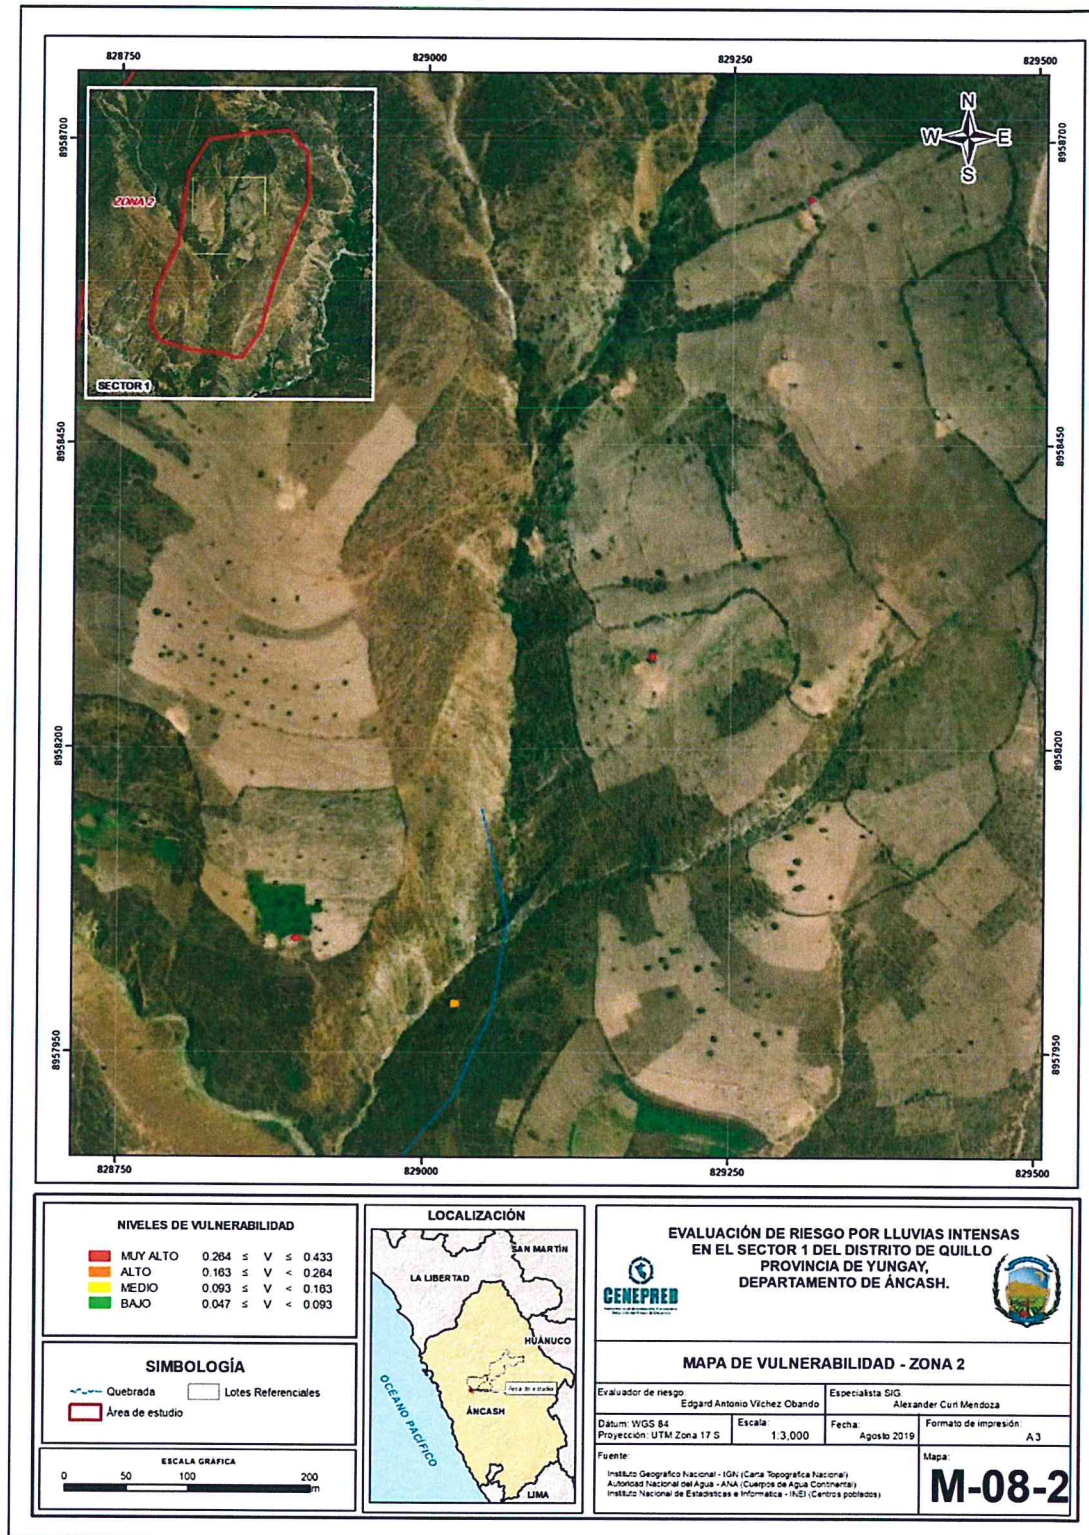 828750
829000
829250
829500
8958700
8958700
N
W E
S
ZONA 2
SECTOR 1
8958450
8958450
8958200
8958200
8957950
8957950
828750
829000
829250
829500
NIVELES DE VULNERABILIDAD
MUY ALTO 0.264 ≤ V ≤ 0.433
ALTO 0.163 ≤ V < 0.264
MEDIO 0.093 ≤ V < 0.163
BAJO 0.047 ≤ V < 0.093
SIMBOLOGÍA
Quebrada
Lotes Referenciales
Área de estudio
ESCALA GRÁFICA
0 50 100 200
m
LOCALIZACIÓN
SAN MARTÍN
LA LIBERTAD
HUÁNUCO
Área de estudio
ÁNCASH
OCEANO PACÍFICO
LIMA
EVALUACIÓN DE RIESGO POR LLUVIAS INTENSAS
EN EL SECTOR 1 DEL DISTRITO DE QUILLO
PROVINCIA DE YUNGAY,
DEPARTAMENTO DE ÁNCASH.
CENEPRED
MAPA DE VULNERABILIDAD - ZONA 2
Evaluador de riesgo:
Edgard Antonio Vilchez Obando
Especialista SIG:
Alexander Curi Mendoza
Datum: WGS 84
Proyección: UTM Zona 17 S
Escala:
1:3,000
Fecha:
Agosto 2019
Formato de impresión:
A3
Fuente:
Instituto Geográfico Nacional - IGN (Carta Topográfica Nacional)
Autoridad Nacional del Agua - ANA (Cuerpos de Agua Continental)
Instituto Nacional de Estadísticas e Informática - INEI (Centros poblados)
Mapa:
M-08-2